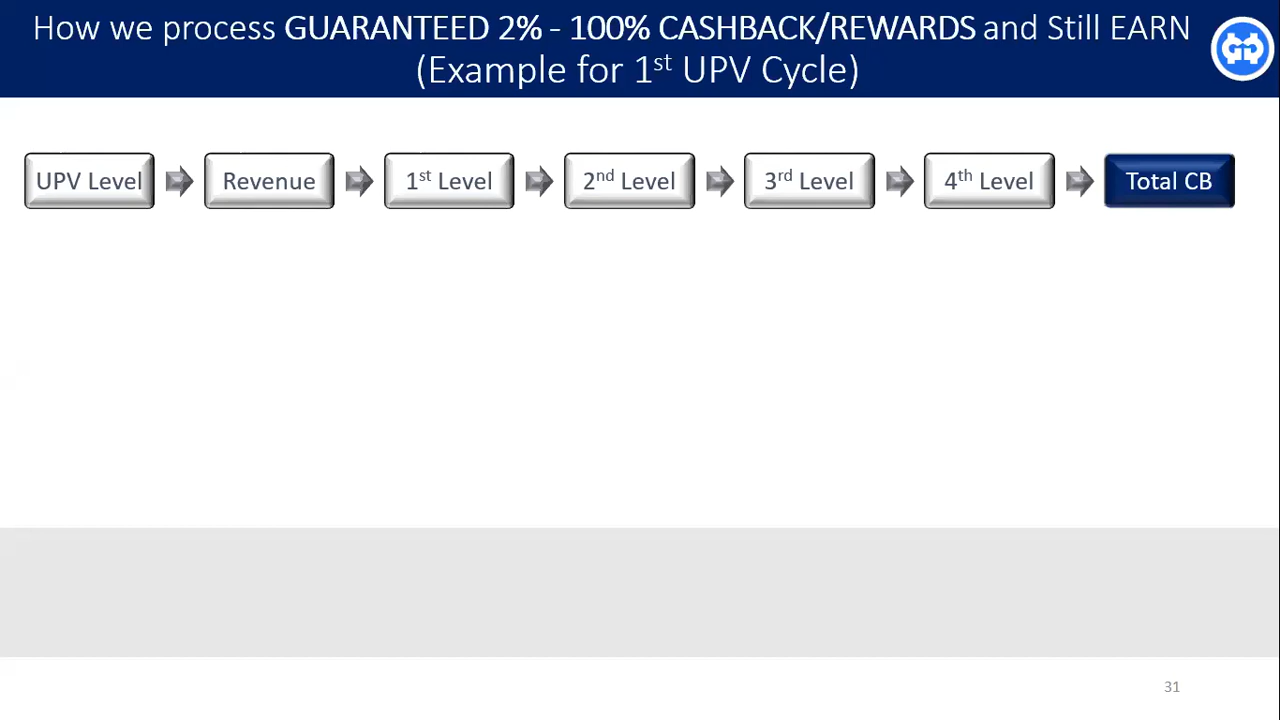 How we process GUARANTEED 2% - 100% CASHBACK/REWARDS and Still EARN
(Example for 1st UPV Cycle)
UPV Level
Revenue
1st Level
2nd Level
3rd Level
4th Level
Total CB
31